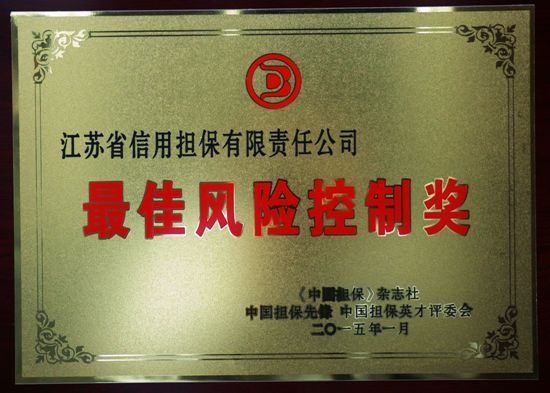 江苏省信用担保有限责任公司
最佳风险控制奖
《中国担保》杂志社
中国担保先锋 中国担保英才评委会
二〇一五年一月